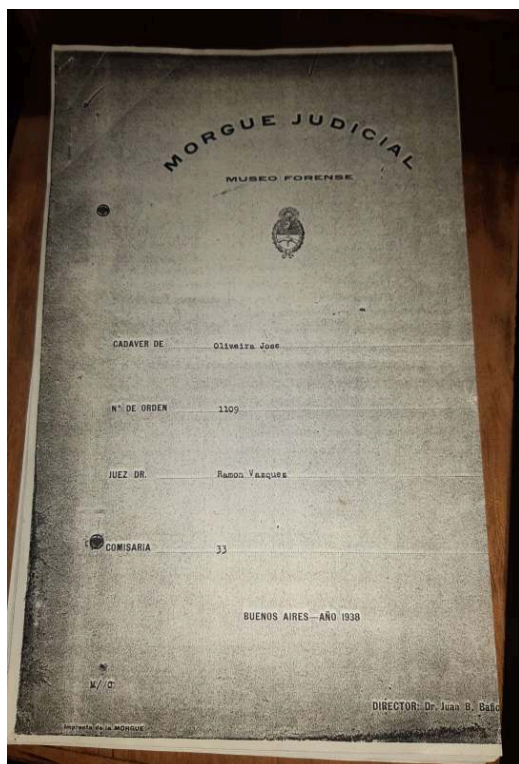 MORGUE JUDICIAL
MUSEO FORENSE
CADAVER DE Oliveira Jose
N° DE ORDEN 1109
JUEZ DR. Ramon Vazquez
COMISARIA 33
BUENOS AIRES—AÑO 1938
DIRECTOR: Dr. Juan B. Bafic
Imprenta de la MORGUE